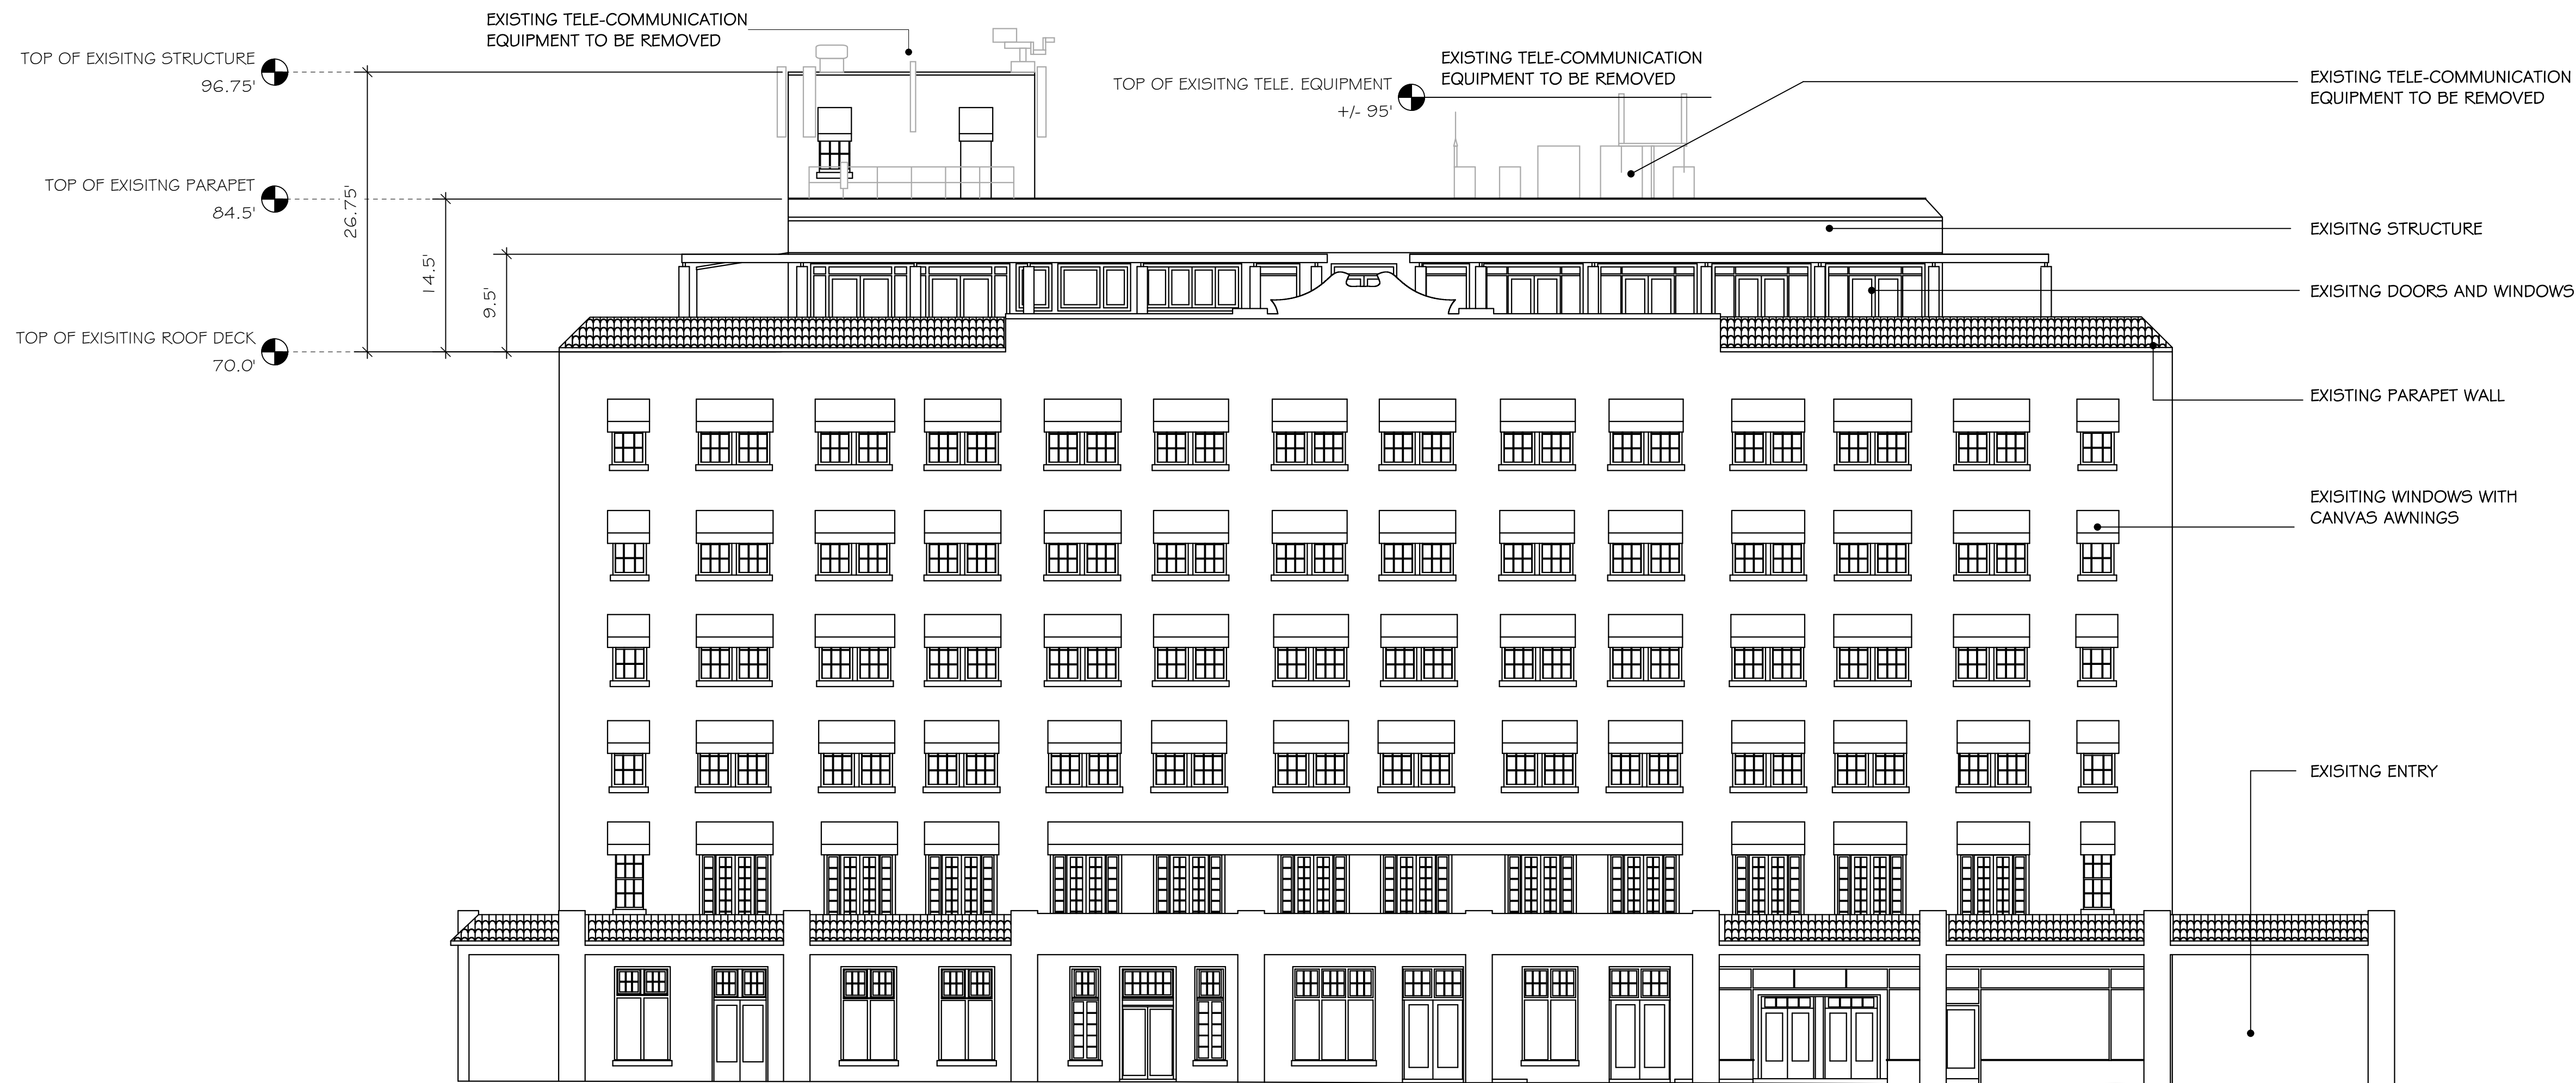 EXISTING TELE-COMMUNICATION
EQUIPMENT TO BE REMOVED
TOP OF EXISITNG STRUCTURE
96.75'
TOP OF EXISITNG TELE. EQUIPMENT
+/- 95'
EXISTING TELE-COMMUNICATION
EQUIPMENT TO BE REMOVED
EXISTING TELE-COMMUNICATION
EQUIPMENT TO BE REMOVED
TOP OF EXISITNG PARAPET
84.5'
26.75'
14.5'
9.5'
EXISITNG STRUCTURE
EXISITNG DOORS AND WINDOWS
TOP OF EXISITING ROOF DECK
70.0'
EXISTING PARAPET WALL
EXISITING WINDOWS WITH
CANVAS AWNINGS
EXISITNG ENTRY